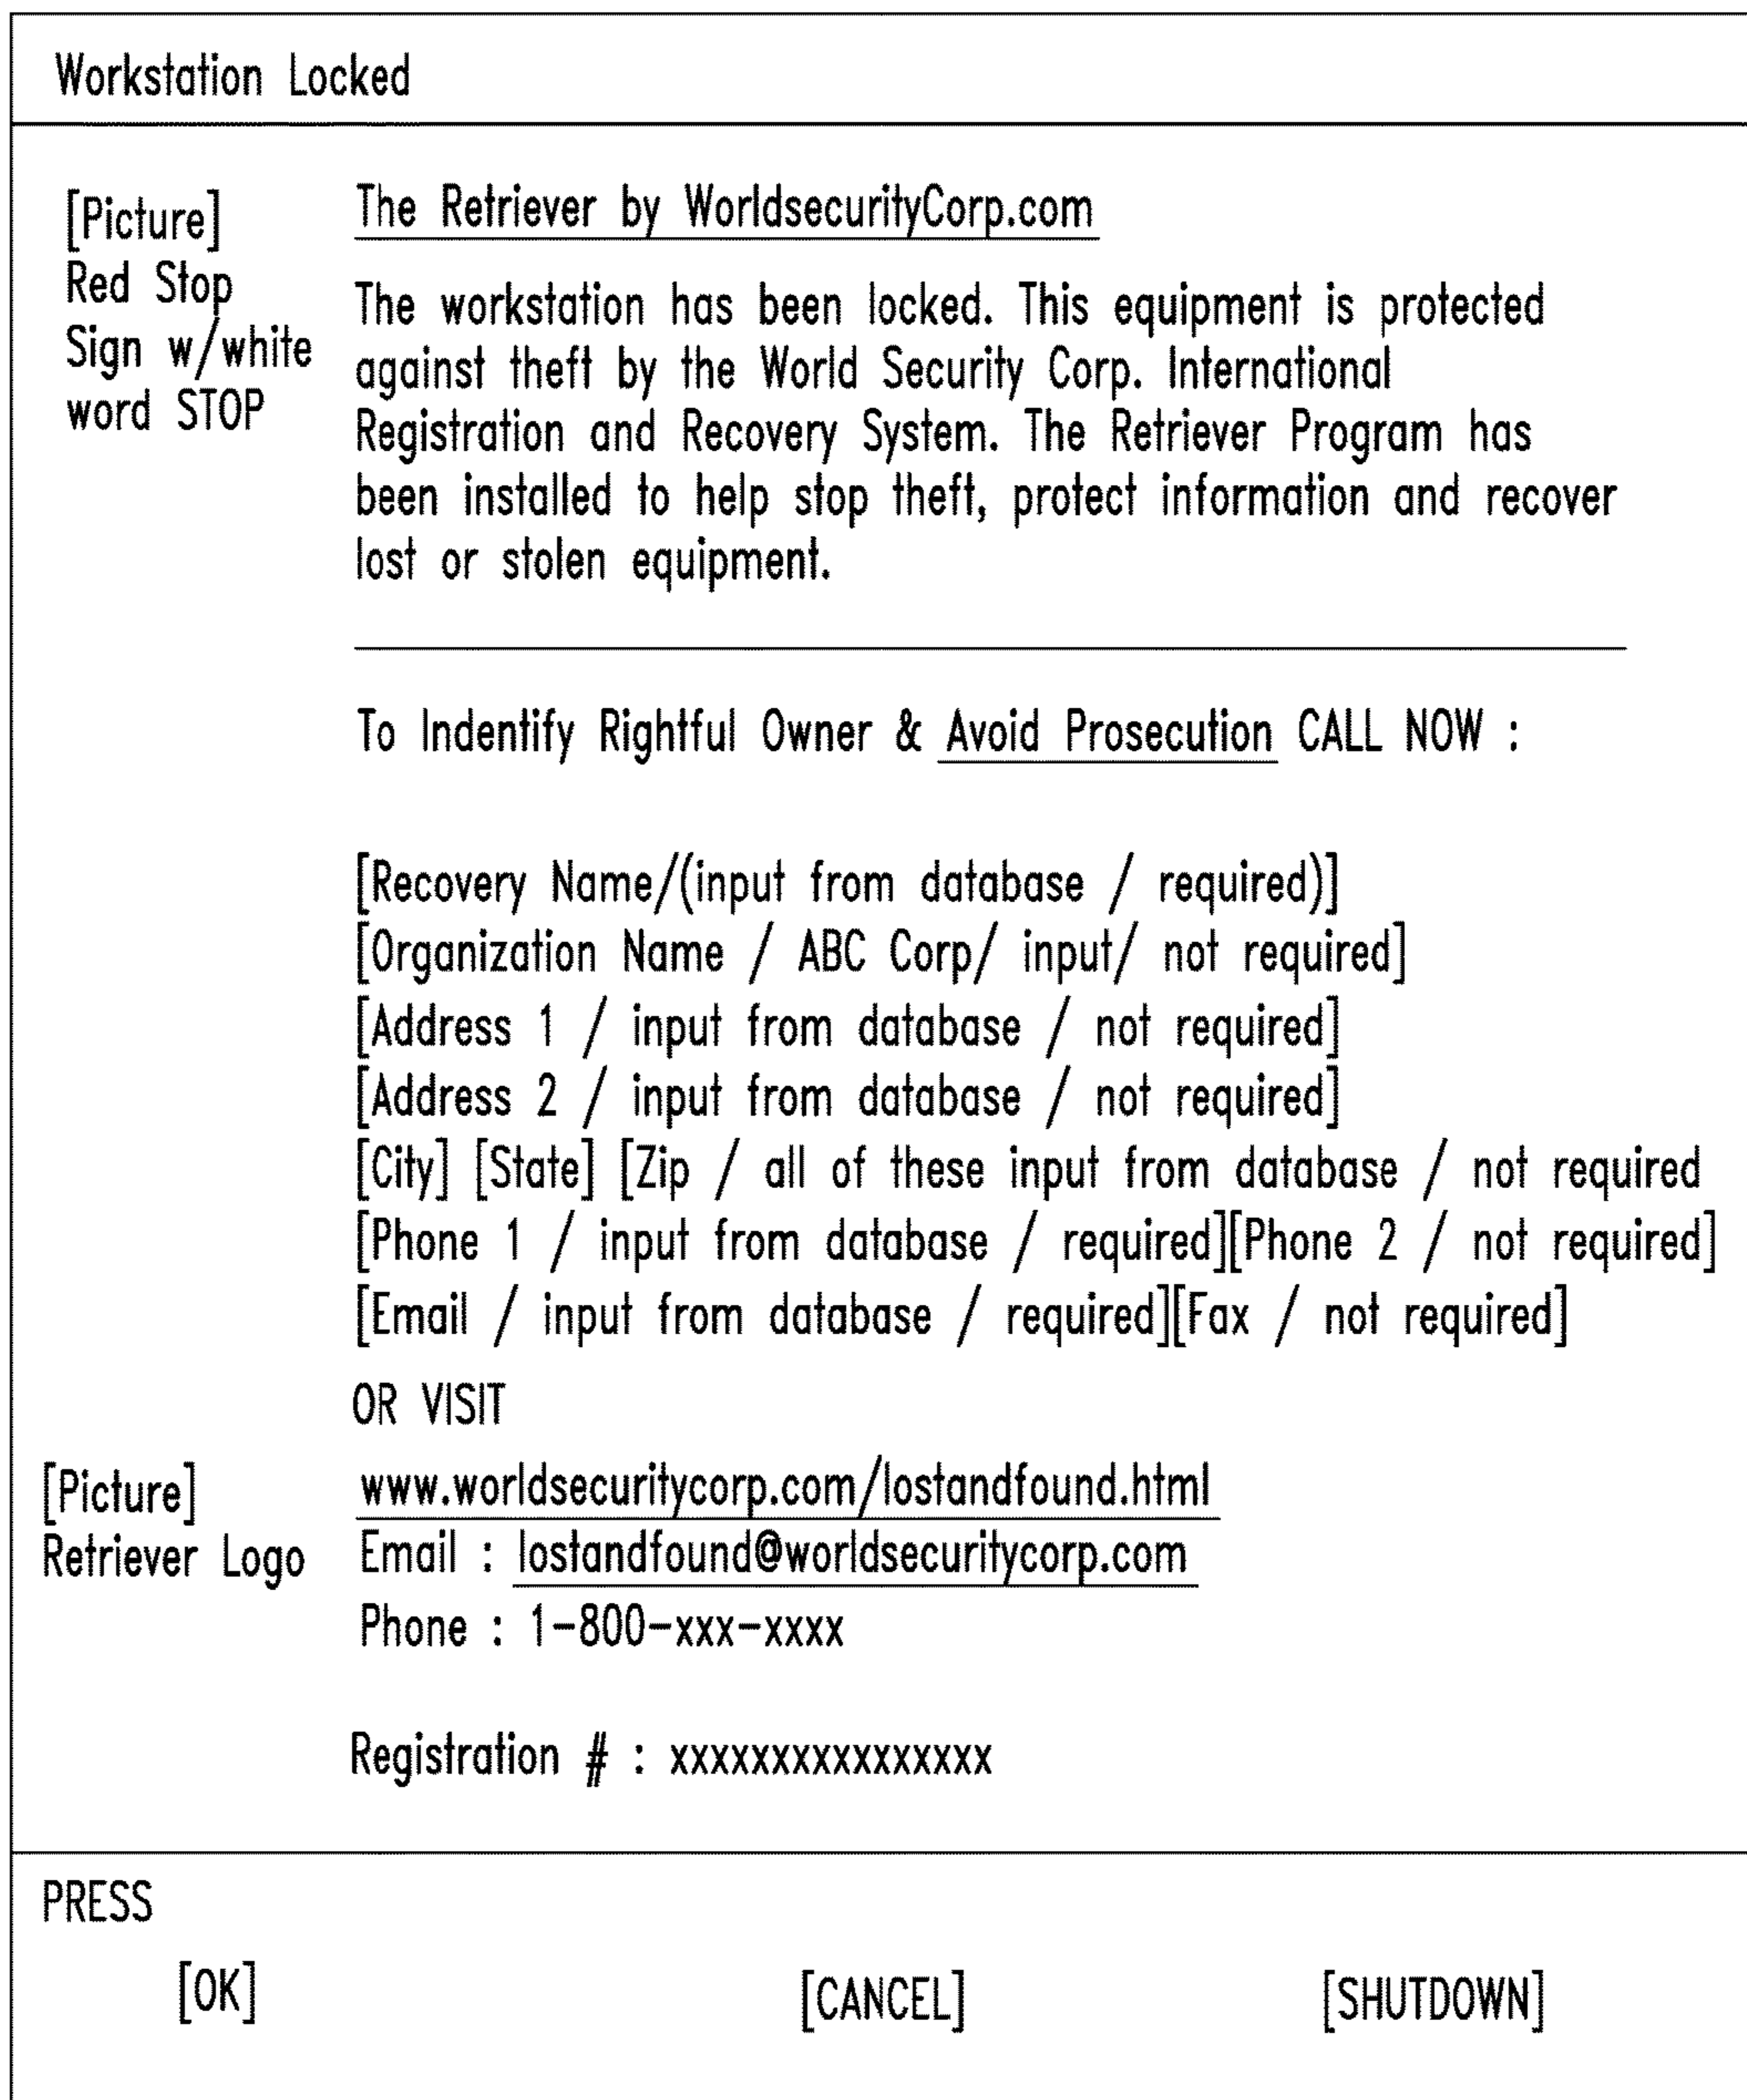 Workstation Locked
[Picture]
Red Stop
Sign w/white
word STOP
The Retriever by WorldsecurityCorp.com
The workstation has been locked. This equipment is protected
against theft by the World Security Corp. International
Registration and Recovery System. The Retriever Program has
been installed to help stop theft, protect information and recover
lost or stolen equipment.
To Indentify Rightful Owner & Avoid Prosecution CALL NOW :
[Recovery Name/(input from database / required)]
[Organization Name / ABC Corp/ input/ not required]
[Address 1 / input from database / not required]
[Address 2 / input from database / not required]
[City] [State] [Zip / all of these input from database / not required
[Phone 1 / input from database / required][Phone 2 / not required]
[Email / input from database / required][Fax / not required]
OR VISIT
[Picture]
Retriever Logo
www.worldsecuritycorp.com/lostandfound.html
Email : lostandfound@worldsecuritycorp.com
Phone : 1-800-xxx-xxxx
Registration # : xxxxxxxxxxxxxxxx
PRESS
[OK] [CANCEL] [SHUTDOWN]